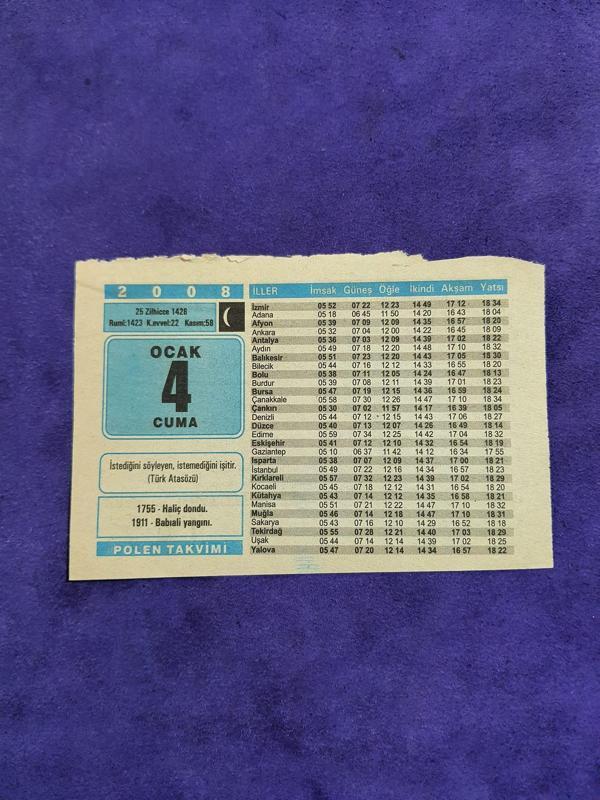 2 0 0 8
25 Zilhicce 1428
Rumî:1423 K.evvel:22 Kasım:58
OCAK
4
CUMA
İstediğini söyleyen, istemediğini işitir.
(Türk Atasözü)
1755 - Haliç dondu.
1911 - Babıali yangını.
POLEN TAKVİMİ
İLLER İmsak Güneş Öğle İkindi Akşam Yatsı
İzmir 05 52 07 22 12 23 14 49 17 12 18 34
Adana 05 18 06 45 11 50 14 20 16 43 18 04
Afyon 05 39 07 09 12 09 14 35 16 57 18 20
Ankara 05 32 07 04 12 00 14 22 16 45 18 09
Antalya 05 36 07 03 12 09 14 39 17 02 18 22
Aydın 05 49 07 18 12 20 14 48 17 10 18 32
Balıkesir 05 51 07 23 12 20 14 43 17 05 18 30
Bilecik 05 44 07 16 12 12 14 33 16 55 18 20
Bolu 05 38 07 11 12 05 14 24 16 47 18 13
Burdur 05 39 07 08 12 11 14 39 17 01 18 23
Bursa 05 47 07 19 12 15 14 36 16 58 18 24
Çanakkale 05 58 07 30 12 26 14 47 17 10 18 34
Çankırı 05 30 07 02 11 57 14 17 16 39 18 05
Denizli 05 44 07 12 12 15 14 43 17 06 18 27
Düzce 05 40 07 13 12 07 14 26 16 49 18 14
Edirne 05 59 07 34 12 25 14 42 17 04 18 32
Eskişehir 05 41 07 12 12 10 14 32 16 54 18 19
Gaziantep 05 10 06 37 11 42 14 12 16 34 17 55
Isparta 05 38 07 07 12 09 14 37 17 00 18 21
İstanbul 05 49 07 22 12 16 14 34 16 57 18 23
Kırklareli 05 57 07 32 12 23 14 39 17 02 18 29
Kocaeli 05 45 07 18 12 12 14 31 16 54 18 20
Kütahya 05 43 07 14 12 12 14 35 16 58 18 21
Manisa 05 51 07 21 12 22 14 47 17 10 18 32
Muğla 05 46 07 14 12 18 14 47 17 10 18 31
Sakarya 05 43 07 16 12 10 14 29 16 52 18 18
Tekirdağ 05 55 07 28 12 21 14 40 17 03 18 29
Uşak 05 44 07 14 12 14 14 39 17 02 18 25
Yalova 05 47 07 20 12 14 14 34 16 57 18 22